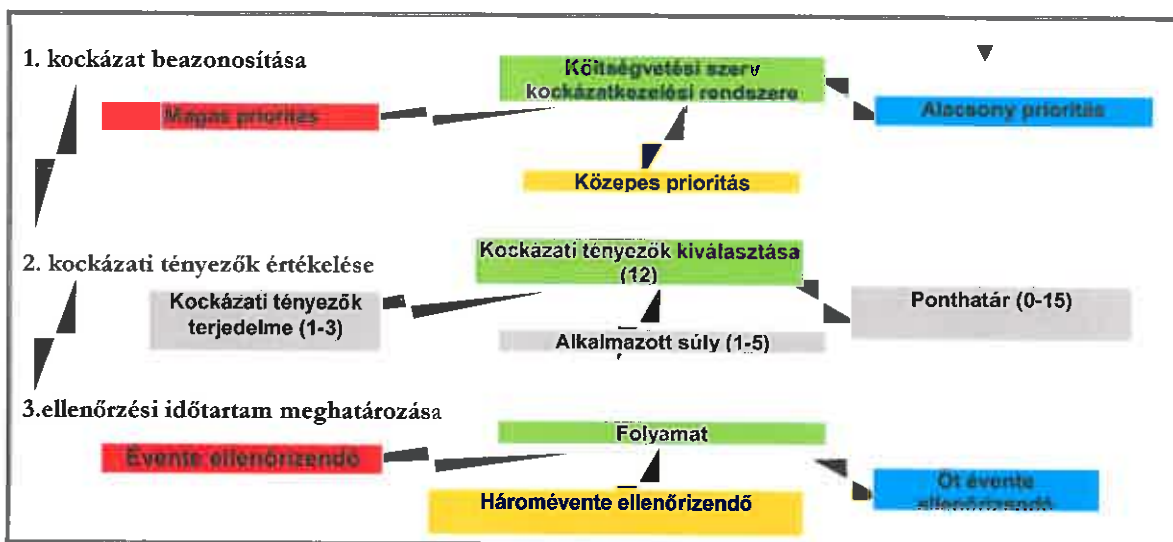 1. kockázat beazonosítása
Költségvetési szerv
kockázatkezelési rendszere
Magas prioritás
Alacsony prioritás
Közepes prioritás
2. kockázati tényezők értékelése
Kockázati tényezők kiválasztása
(12)
Kockázati tényezők
terjedelme (1-3)
Ponthatár (0-15)
Alkalmazott súly (1-5)
3.ellenőrzési időtartam meghatározása
Folyamat
Évente ellenőrizendő
Háromévente ellenőrizendő
Öt évente
ellenőrizendő